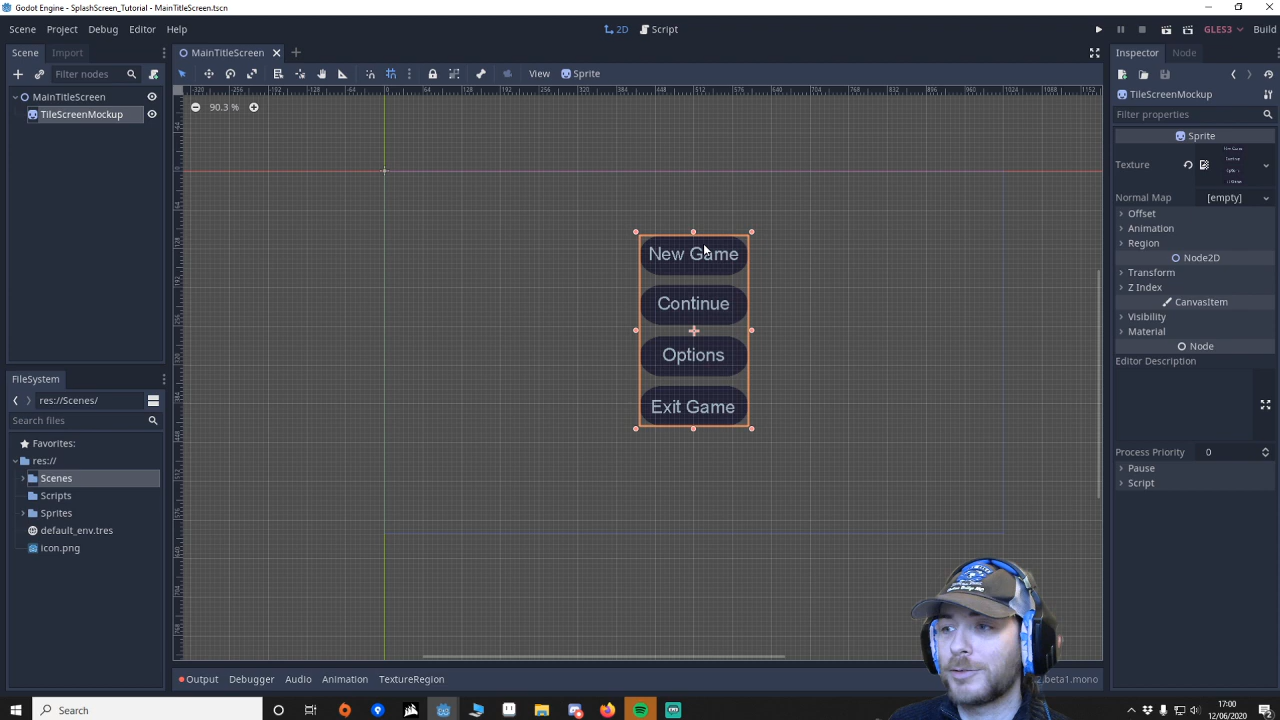 Godot Engine - SplashScreen_Tutorial - MainTitleScreen.tscn
Scene Project Debug Editor Help
2D Script
GLES3 Build
Scene Import
MainTitleScreen
Inspector Node
Filter nodes
MainTitleScreen
TileScreenMockup
View Sprite
90.3 %
TileScreenMockup
Filter properties
Sprite
Texture
Normal Map [empty]
Offset
Animation
Region
Node2D
Transform
Z Index
CanvasItem
Visibility
Material
Node
Editor Description
Process Priority 0
Pause
Script
New Game
Continue
Options
Exit Game
FileSystem
res://Scenes/
Search files
Favorites:
res://
Scenes
Scripts
Sprites
default_env.tres
icon.png
Output Debugger Audio Animation TextureRegion
2.beta1.mono
Search
17:00
12/06/2020